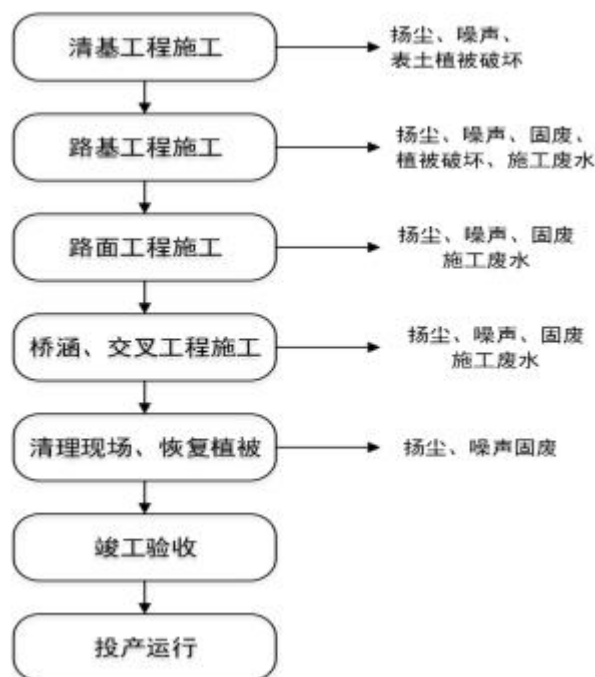 清基工程施工
扬尘、噪声、
表土植被破坏
路基工程施工
扬尘、噪声、固废、
植被破坏、施工废水
路面工程施工
扬尘、噪声、固废
施工废水
桥涵、交叉工程施工
扬尘、噪声、固废
施工废水
清理现场、恢复植被
扬尘、噪声固废
竣工验收
投产运行